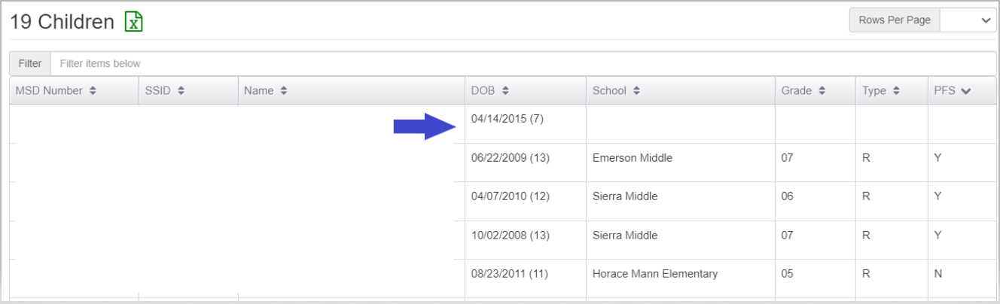 19 Children
Rows Per Page
Filter Filter items below
MSD Number SSID Name DOB School Grade Type PFS
04/14/2015 (7)
06/22/2009 (13) Emerson Middle 07 R Y
04/07/2010 (12) Sierra Middle 06 R Y
10/02/2008 (13) Sierra Middle 07 R Y
08/23/2011 (11) Horace Mann Elementary 05 R N